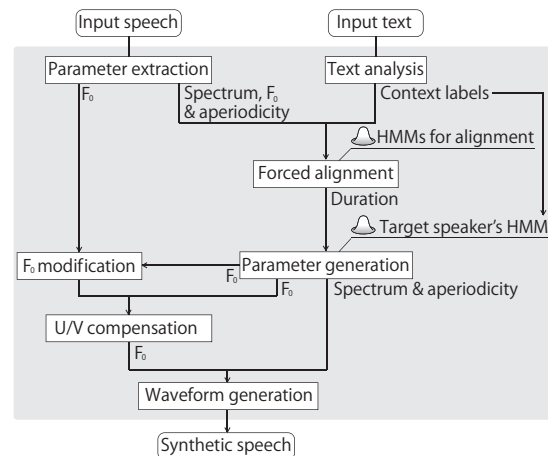 Input speech
Input text
Parameter extraction
Text analysis
F₀
Spectrum, F₀
& aperiodicity
Context labels
HMMs for alignment
Forced alignment
Duration
Target speaker's HMM
F₀ modification
Parameter generation
F₀
F₀
Spectrum & aperiodicity
U/V compensation
F₀
Waveform generation
Synthetic speech